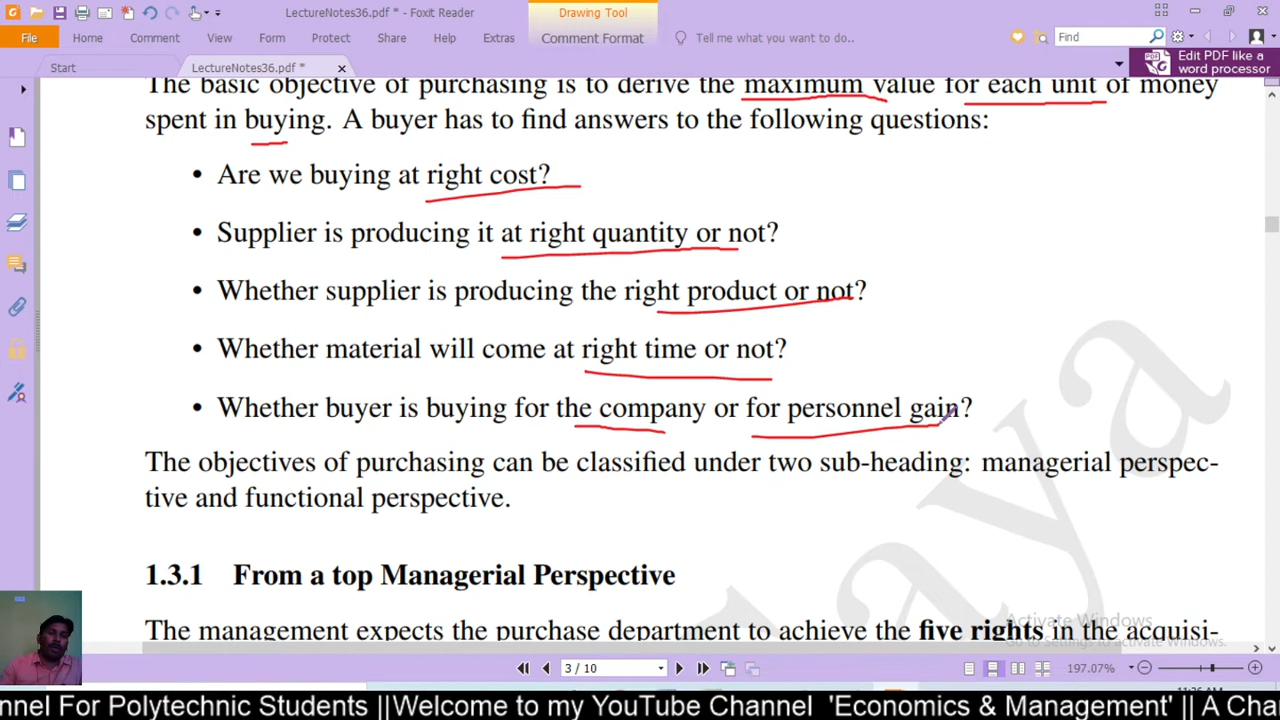 LectureNotes36.pdf * - Foxit Reader
Drawing Tool
File Home Comment View Form Protect Share Help Extras Comment Format Tell me what you want to do.. Find
Start LectureNotes36.pdf * Edit PDF like a
word processor
The basic objective of purchasing is to derive the maximum value for each unit of money
spent in buying. A buyer has to find answers to the following questions:
• Are we buying at right cost?
• Supplier is producing it at right quantity or not?
• Whether supplier is producing the right product or not?
• Whether material will come at right time or not?
• Whether buyer is buying for the company or for personnel gain?
The objectives of purchasing can be classified under two sub-heading: managerial perspec-
tive and functional perspective.
1.3.1 From a top Managerial Perspective
The management expects the purchase department to achieve the five rights in the acquisi-
Activate Windows
Go to Settings to activate Windows.
3 / 10 197.07%
nnel For Polytechnic Students ||Welcome to my YouTube Channel 'Economics & Management' || A Cha